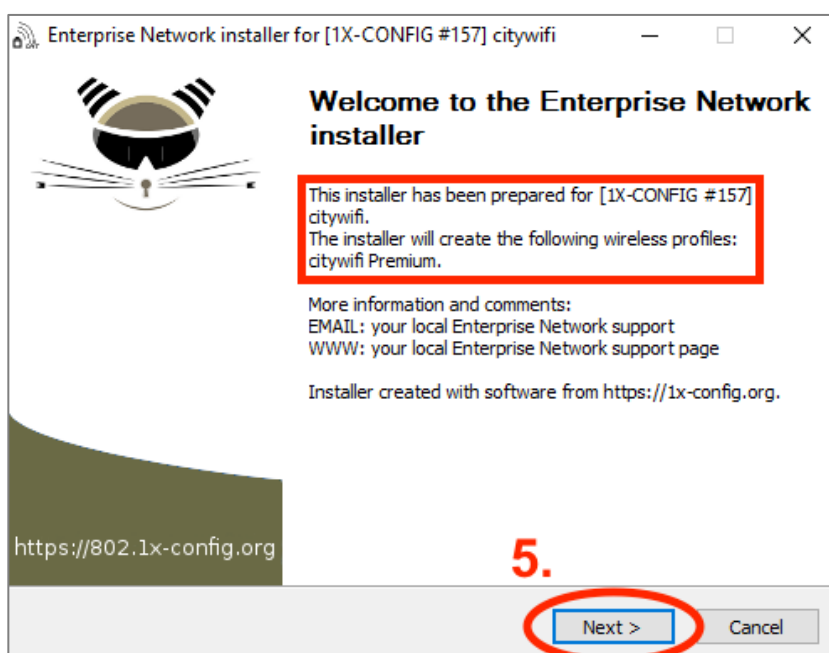 Enterprise Network installer for [1X-CONFIG #157] citywifi
Welcome to the Enterprise Network
installer
This installer has been prepared for [1X-CONFIG #157]
citywifi.
The installer will create the following wireless profiles:
citywifi Premium.
More information and comments:
EMAIL: your local Enterprise Network support
WWW: your local Enterprise Network support page
Installer created with software from https://1x-config.org.
https://802.1x-config.org
5.
Next >
Cancel